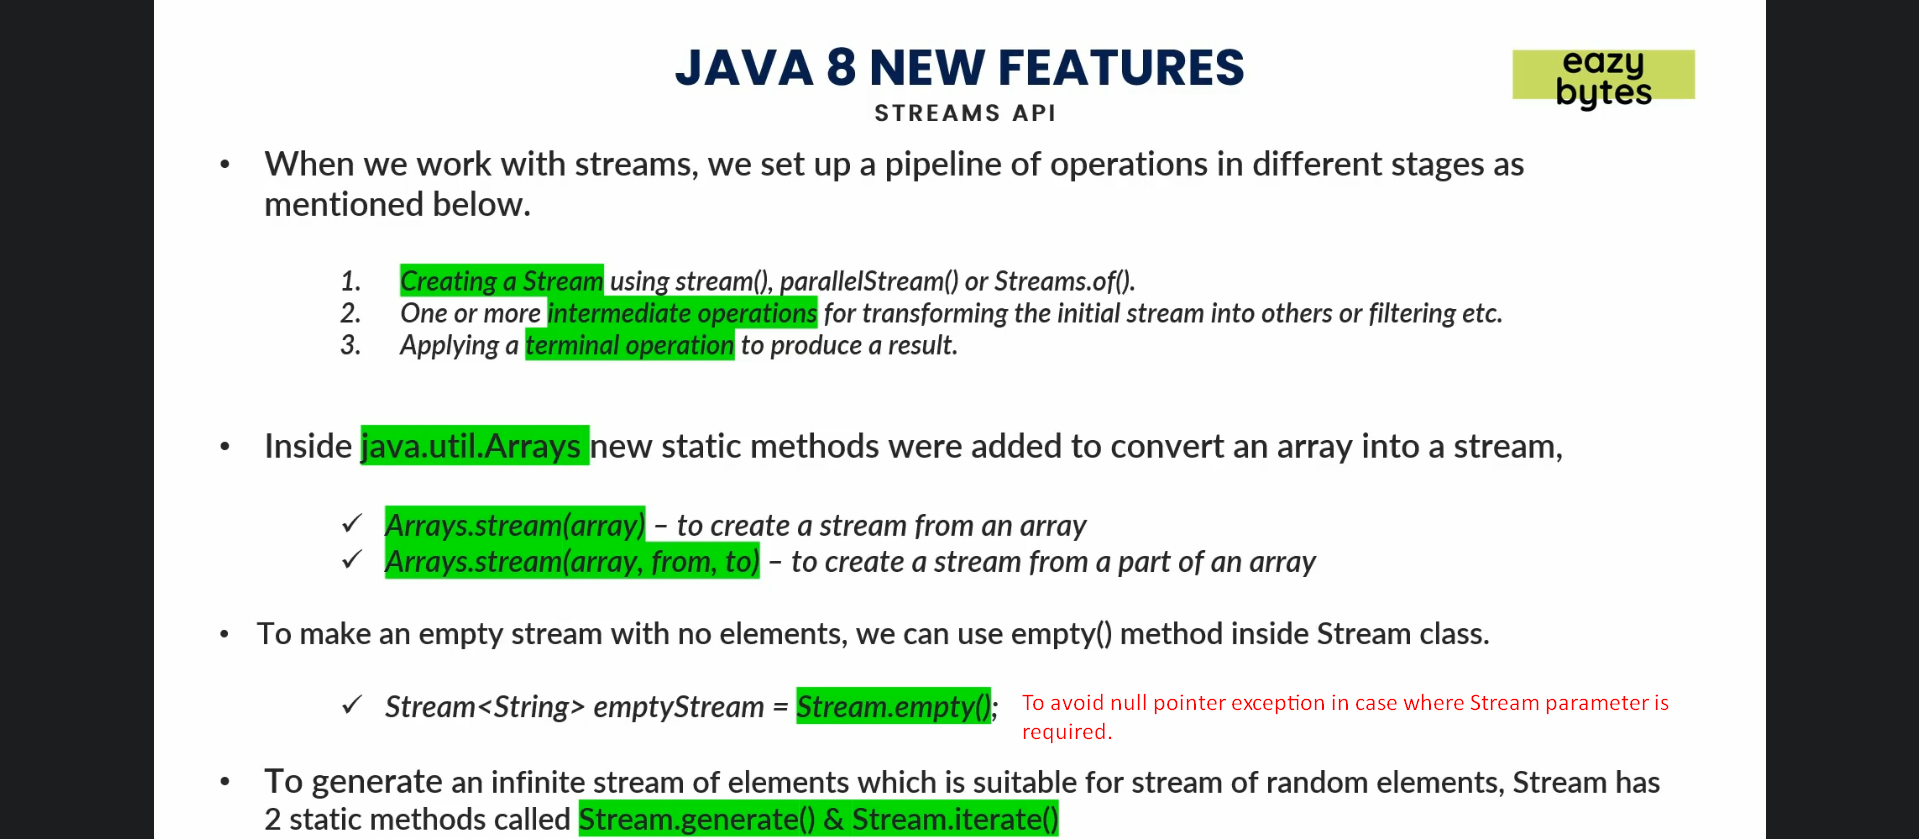 JAVA 8 NEW FEATURES
STREAMS API
eazy
bytes
• When we work with streams, we set up a pipeline of operations in different stages as
mentioned below.
1. Creating a Stream using stream(), parallelStream() or Streams.of().
2. One or more intermediate operations for transforming the initial stream into others or filtering etc.
3. Applying a terminal operation to produce a result.
• Inside java.util.Arrays new static methods were added to convert an array into a stream,
✓ Arrays.stream(array) – to create a stream from an array
✓ Arrays.stream(array, from, to) – to create a stream from a part of an array
• To make an empty stream with no elements, we can use empty() method inside Stream class.
✓ Stream<String> emptyStream = Stream.empty();
To avoid null pointer exception in case where Stream parameter is
required.
• To generate an infinite stream of elements which is suitable for stream of random elements, Stream has
2 static methods called Stream.generate() & Stream.iterate()